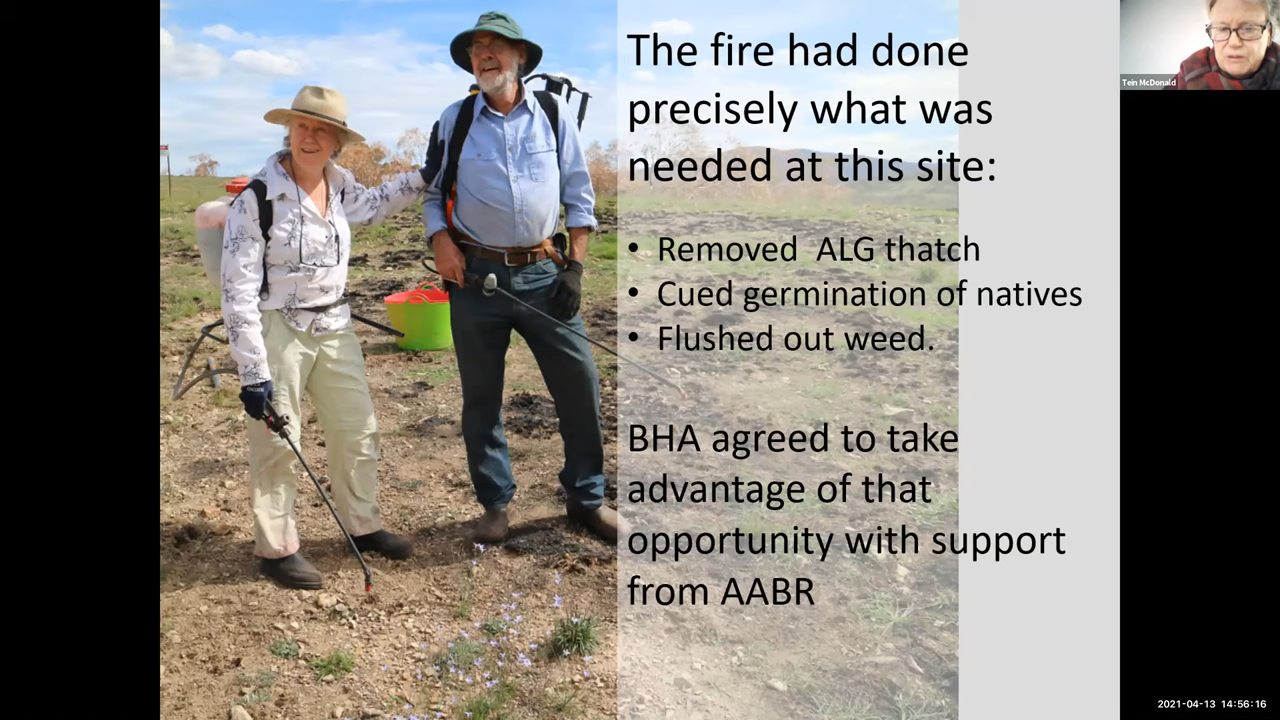 The fire had done
precisely what was
needed at this site:
• Removed  ALG thatch
• Cued germination of natives
• Flushed out weed.
BHA agreed to take
advantage of that
opportunity with support
from AABR
Tein McDonald
2021-04-13 14:56:16